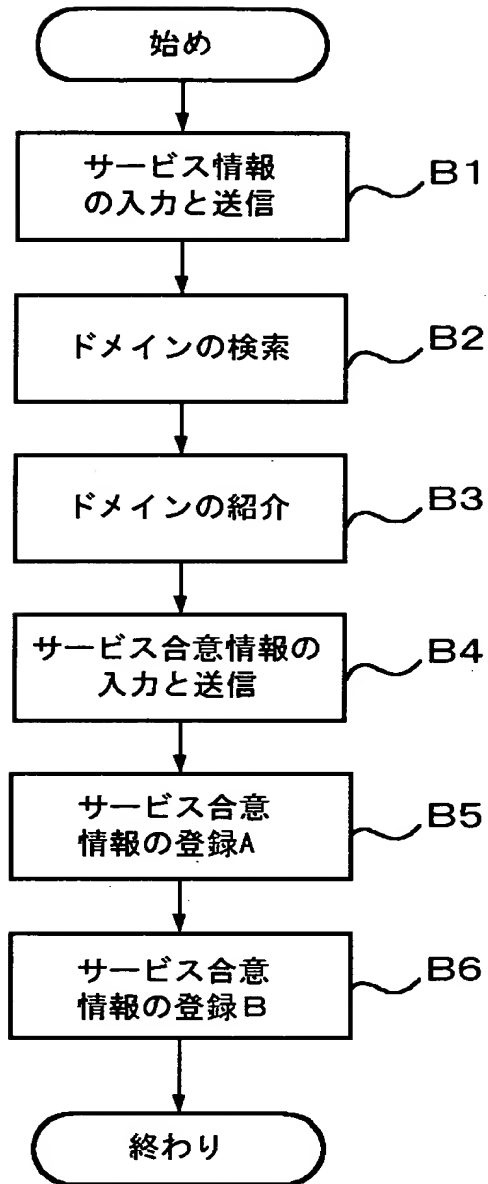 始め
サービス情報
の入力と送信
B1
ドメインの検索
B2
ドメインの紹介
B3
サービス合意情報の
入力と送信
B4
サービス合意
情報の登録A
B5
サービス合意
情報の登録B
B6
終わり